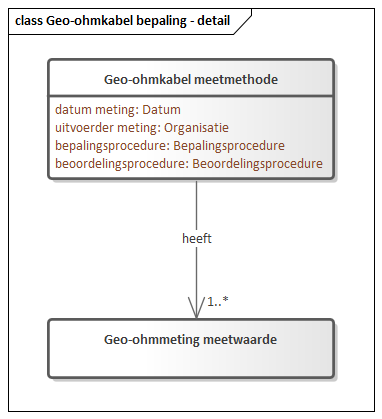 class Geo-ohmkabel bepaling - detail
Geo-ohmkabel meetmethode
datum meting: Datum
uitvoerder meting: Organisatie
bepalingsprocedure: Bepalingsprocedure
beoordelingsprocedure: Beoordelingsprocedure
heeft
1..*
Geo-ohmmeting meetwaarde